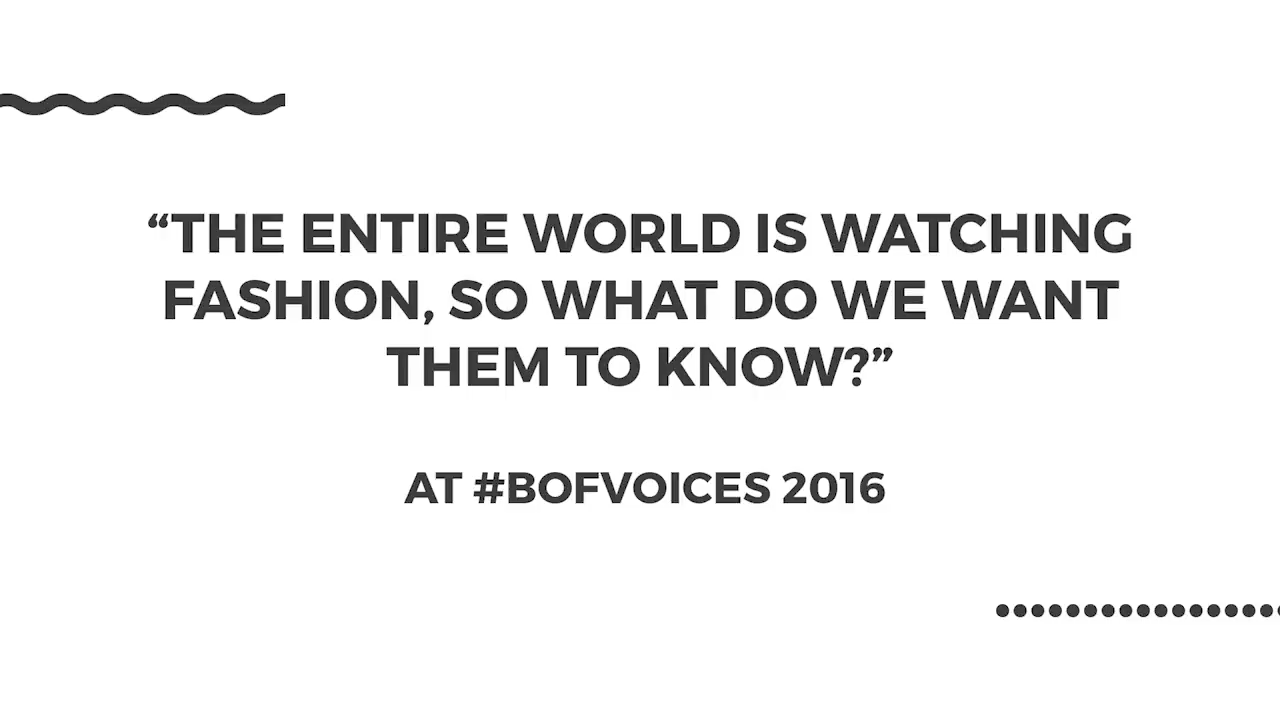 “THE ENTIRE WORLD IS WATCHING
FASHION, SO WHAT DO WE WANT
THEM TO KNOW?”
AT #BOFVOICES 2016